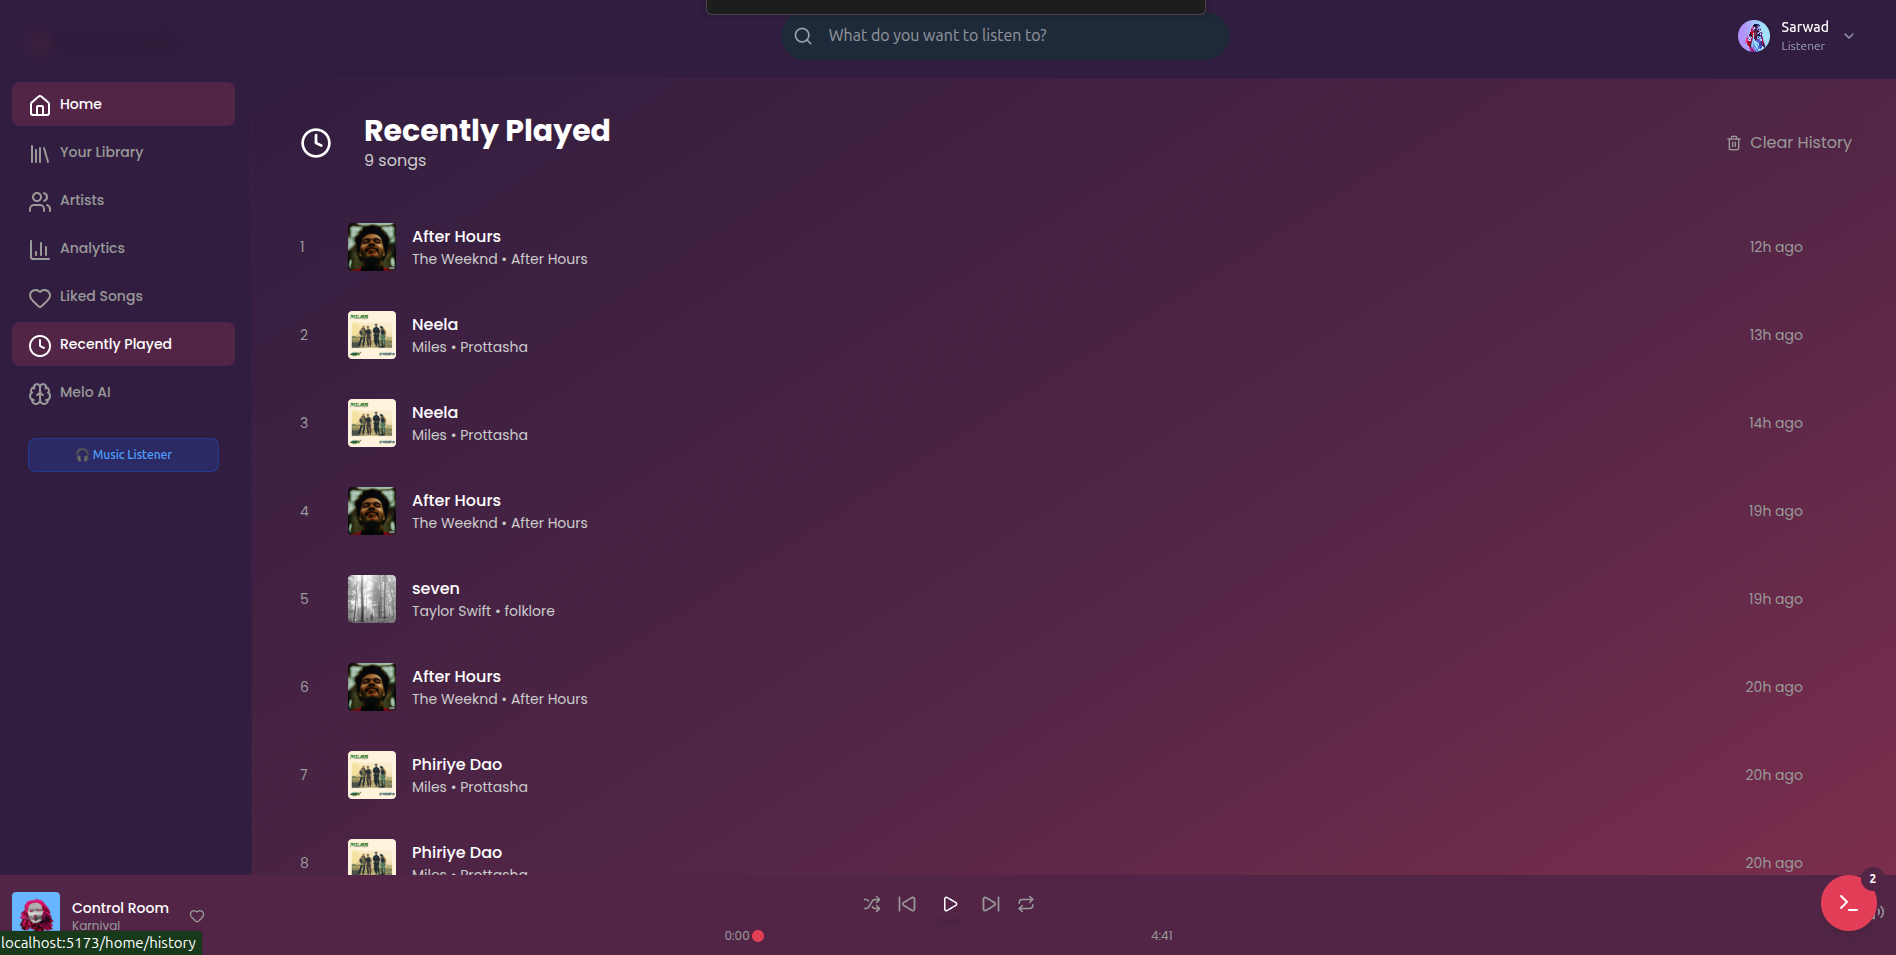 What do you want to listen to?
Sarwad
Listener
Home
Your Library
Artists
Analytics
Liked Songs
Recently Played
Melo AI
🎧 Music Listener
Recently Played
9 songs
Clear History
1
After Hours
The Weeknd • After Hours
12h ago
2
Neela
Miles • Prottasha
13h ago
3
Neela
Miles • Prottasha
14h ago
4
After Hours
The Weeknd • After Hours
19h ago
5
seven
Taylor Swift • folklore
19h ago
6
After Hours
The Weeknd • After Hours
20h ago
7
Phiriye Dao
Miles • Prottasha
20h ago
8
Phiriye Dao
Miles • Prottasha
20h ago
Control Room
Karnival
0:00
4:41
2
localhost:5173/home/history